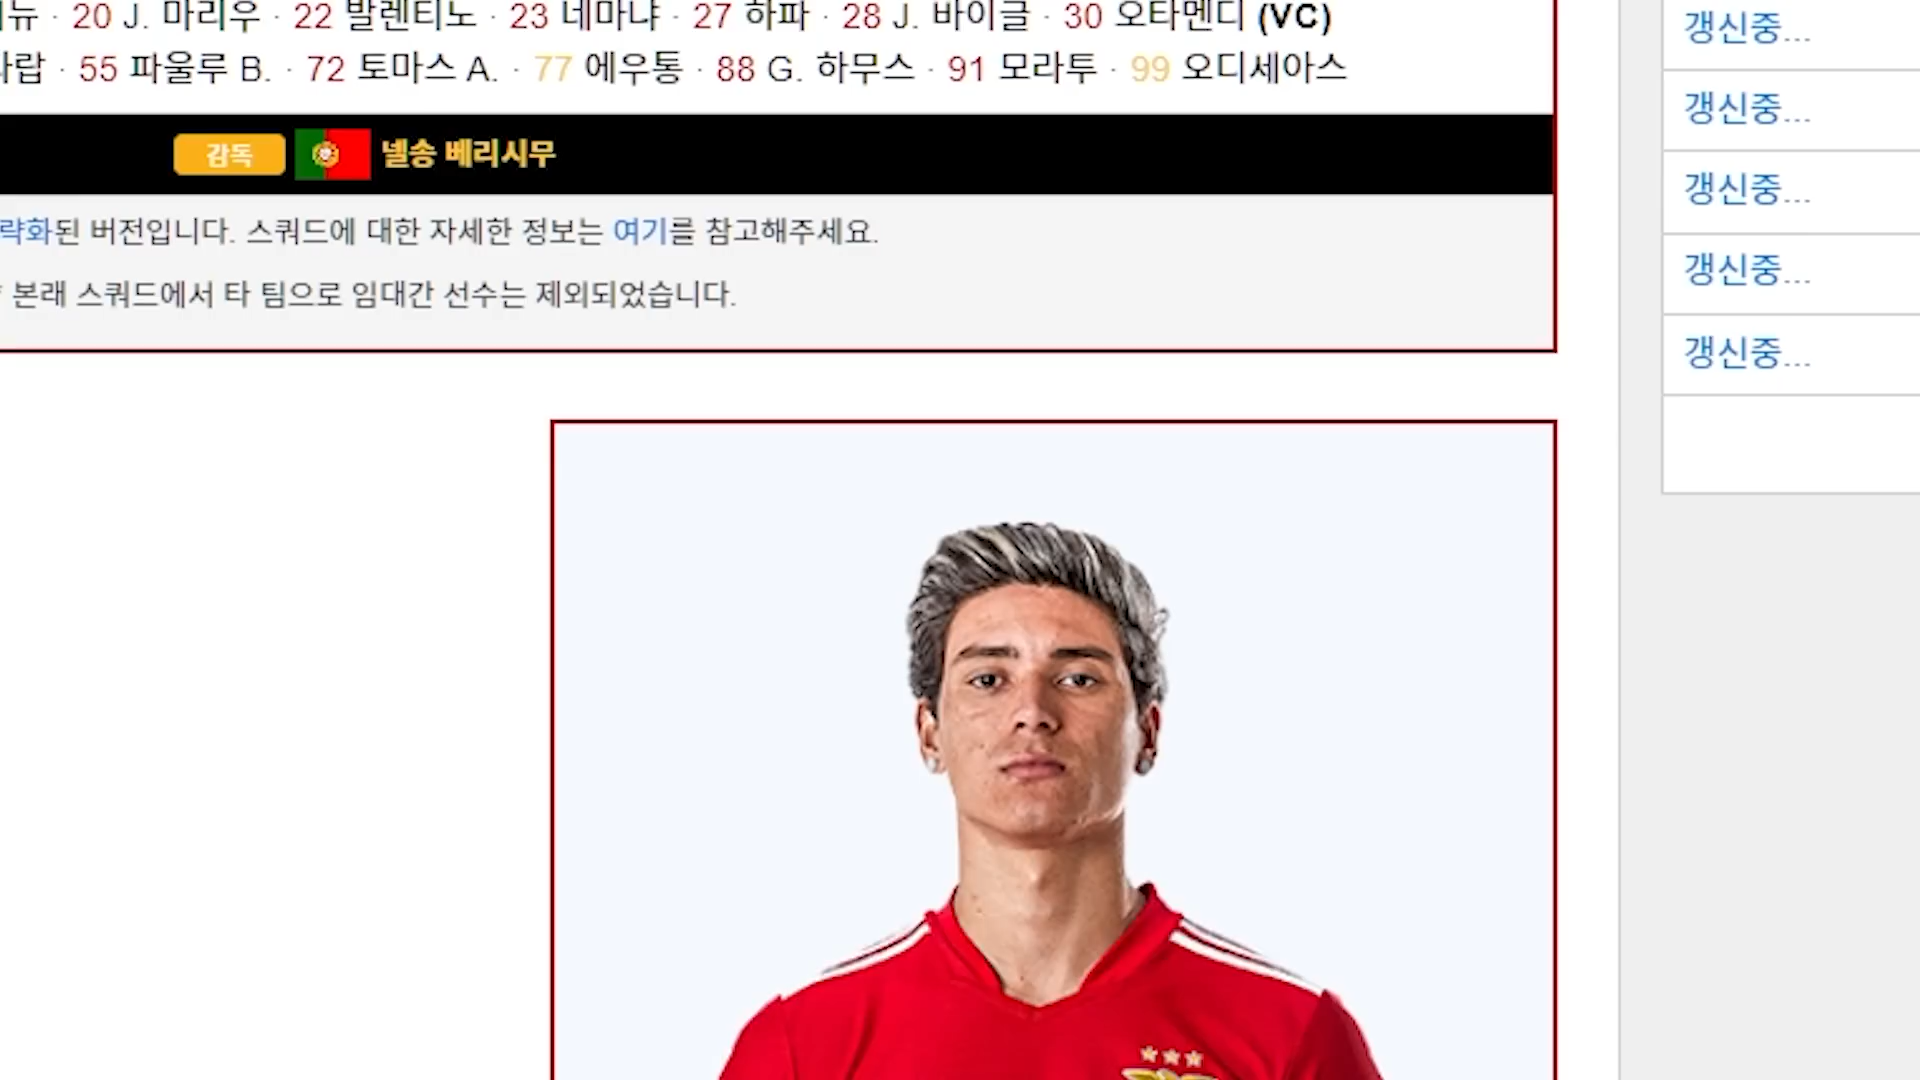 뉴 · 20 J. 마리우 · 22 발렌티노 · 23 네마냐 · 27 하파 · 28 J. 바이글 · 30 오타멘디 (VC)
랍 · 55 파울루 B. · 72 토마스 A. · 77 에우통 · 88 G. 하무스 · 91 모라투 · 99 오디세아스
감독 넬송 베리시무
략화된 버전입니다. 스쿼드에 대한 자세한 정보는 여기를 참고해주세요.
본래 스쿼드에서 타 팀으로 임대간 선수는 제외되었습니다.
갱신중...
갱신중...
갱신중...
갱신중...
갱신중...